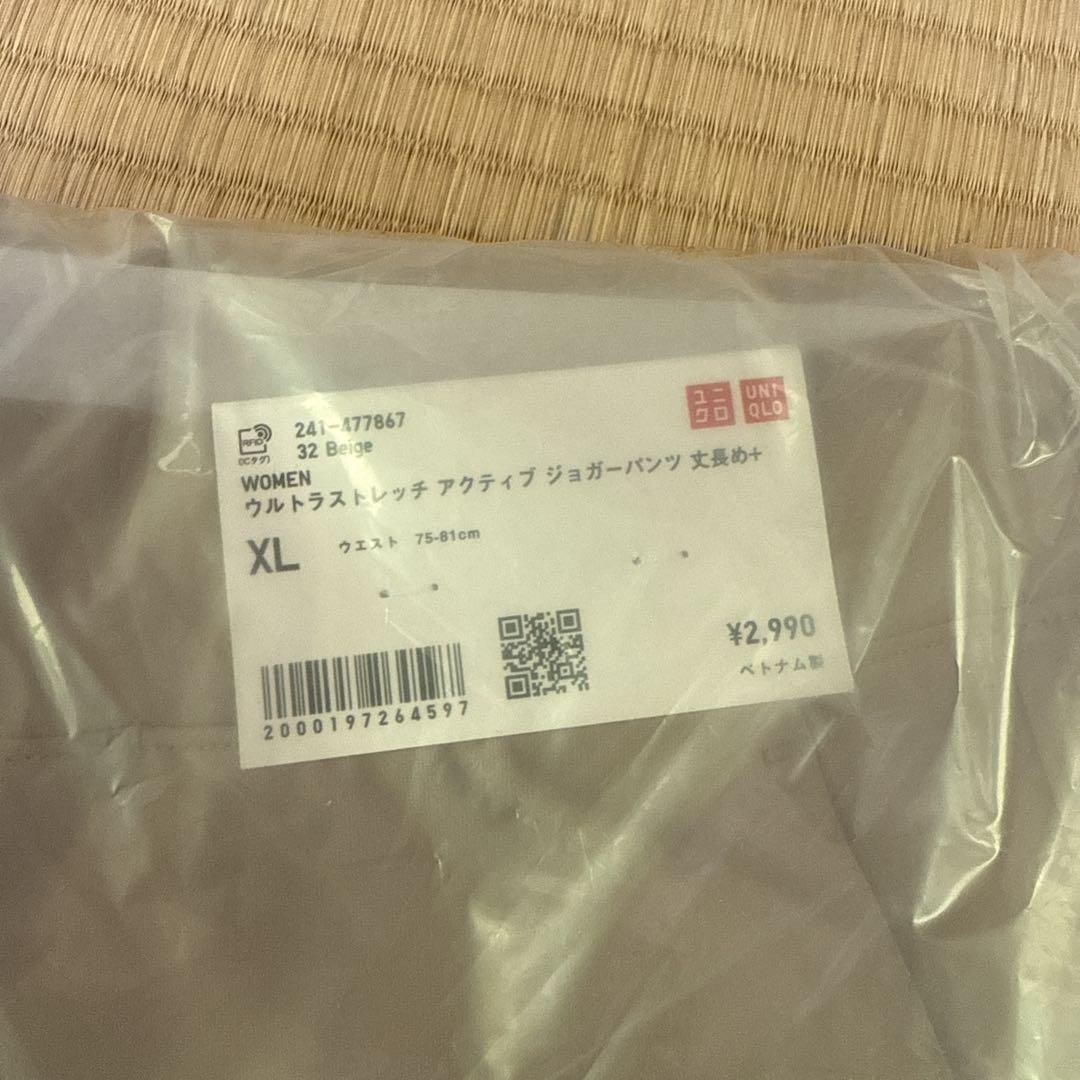 ユニクロ UNIQLO
RFID
(ICタグ)
241-477867
32 Beige
WOMEN
ウルトラストレッチ アクティブ ジョガーパンツ 丈長め+
XL ウエスト 75-81cm
¥2,990
ベトナム製
2000197264597